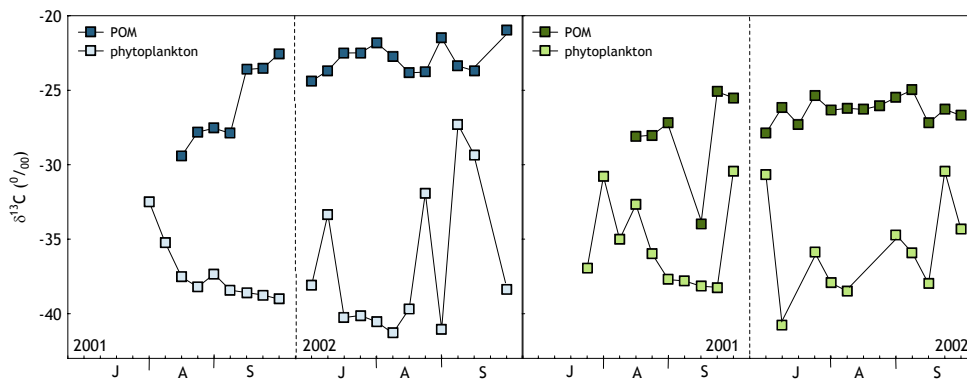 -20
-25
-30
-35
-40
δ¹³C (⁰/₀₀)
POM
phytoplankton
2001
2002
J A S J A S
POM
phytoplankton
2001
2002
J A S J A S